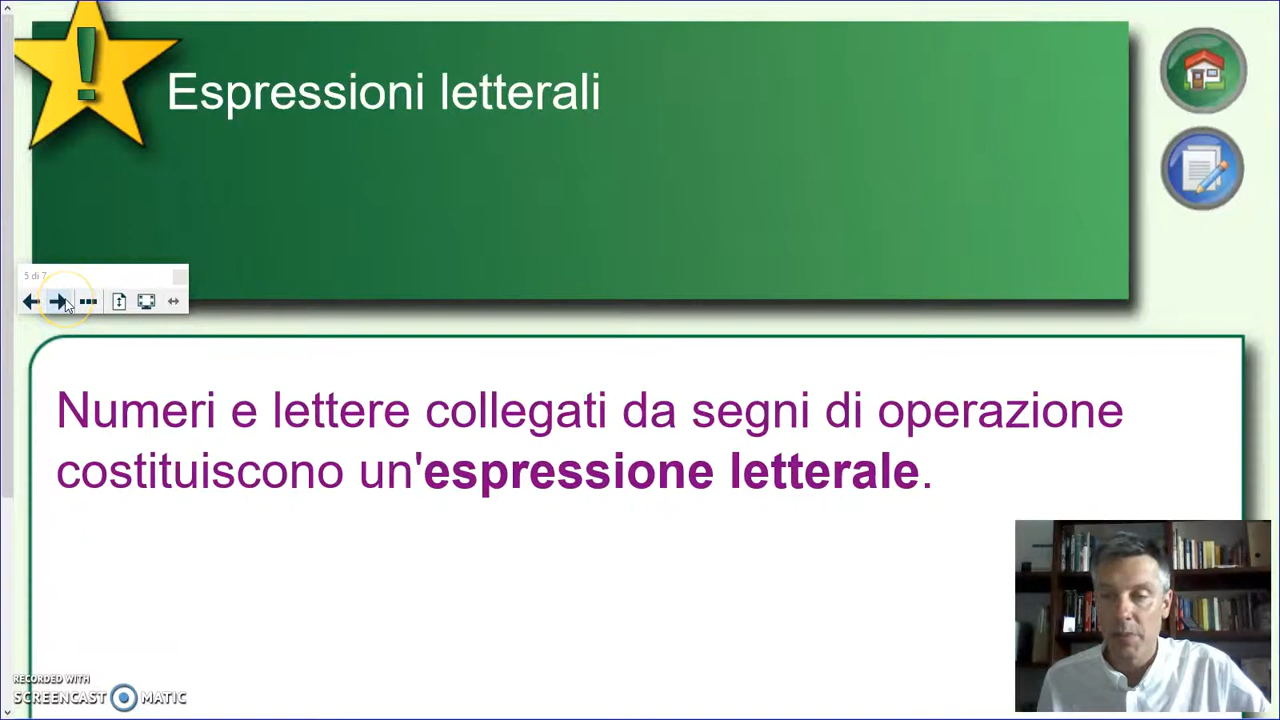 Espressioni letterali
5 di 7
Numeri e lettere collegati da segni di operazione
costituiscono un'espressione letterale.
RECORDED WITH
SCREENCAST MATIC